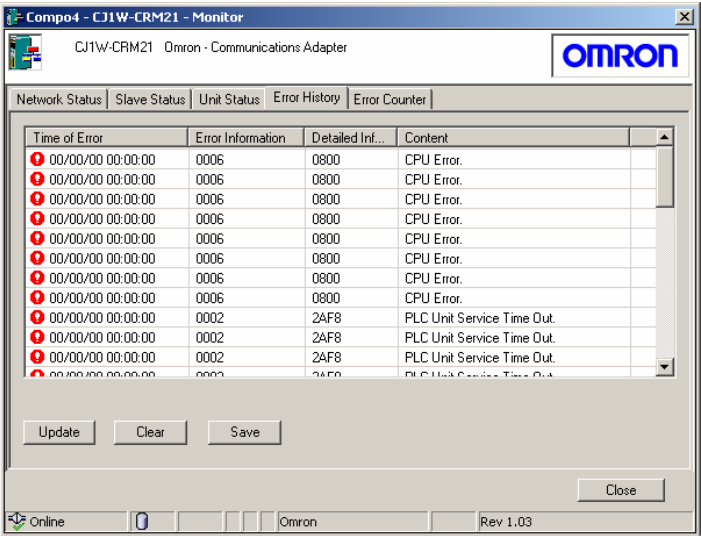 Compo4 - CJ1W-CRM21 - Monitor
CJ1W-CRM21 Omron - Communications Adapter
OMRON
Network Status Slave Status Unit Status Error History Error Counter
Time of Error Error Information Detailed Inf... Content
00/00/00 00:00:00 0006 0800 CPU Error.
00/00/00 00:00:00 0006 0800 CPU Error.
00/00/00 00:00:00 0006 0800 CPU Error.
00/00/00 00:00:00 0006 0800 CPU Error.
00/00/00 00:00:00 0006 0800 CPU Error.
00/00/00 00:00:00 0006 0800 CPU Error.
00/00/00 00:00:00 0006 0800 CPU Error.
00/00/00 00:00:00 0006 0800 CPU Error.
00/00/00 00:00:00 0002 2AF8 PLC Unit Service Time Out.
00/00/00 00:00:00 0002 2AF8 PLC Unit Service Time Out.
00/00/00 00:00:00 0002 2AF8 PLC Unit Service Time Out.
Update Clear Save
Close
Online Omron Rev 1.03